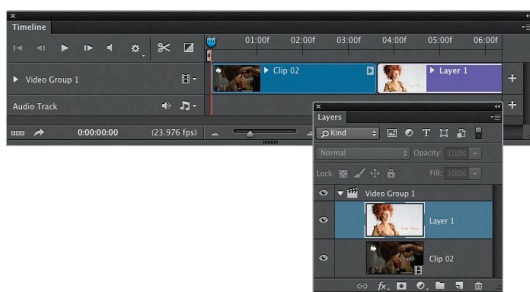 Timeline
01:00f 02:00f 03:00f 04:00f 05:00f 06:00f
Video Group 1
Clip 02
Layer 1
Audio Track
0:00:00:00 (23.976 fps)
Layers
Kind
Normal Opacity: 100%
Lock: Fill: 100%
Video Group 1
Layer 1
Clip 02
fx